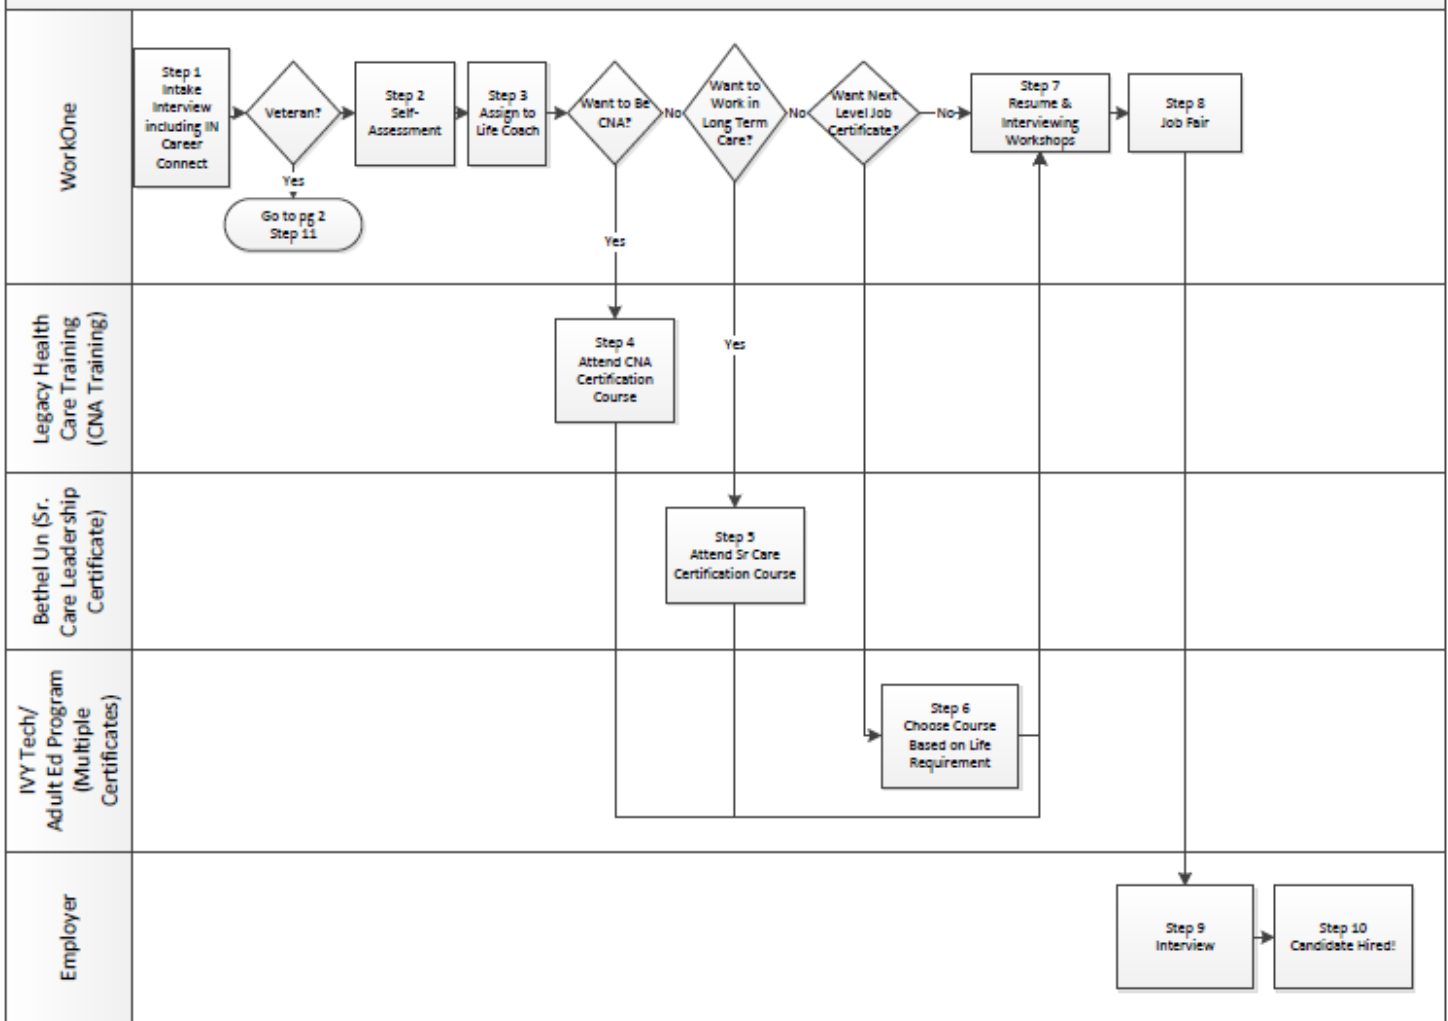 WorkOne
Step 1
Intake
Interview
including IN
Career
Connect
Veteran?
Yes
Go to pg 2
Step 11
Step 2
Self-
Assessment
Step 3
Assign to
Life Coach
Want to Be
CNA?
No
Yes
Want to
Work in
Long Term
Care?
No
Yes
Want Next
Level Job
Certificate?
No
Step 7
Resume &
Interviewing
Workshops
Step 8
Job Fair
Legacy Health
Care Training
(CNA Training)
Step 4
Attend CNA
Certification
Course
Bethel Un (Sr.
Care Leadership
Certificate)
Step 5
Attend Sr Care
Certification Course
IVY Tech/
Adult Ed Program
(Multiple
Certificates)
Step 6
Choose Course
Based on Life
Requirement
Employer
Step 9
Interview
Step 10
Candidate Hired!